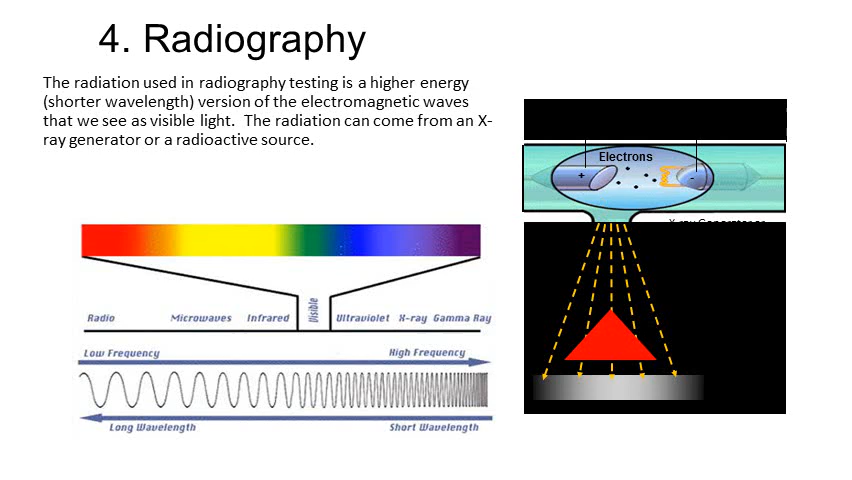 4. Radiography
The radiation used in radiography testing is a higher energy
(shorter wavelength) version of the electromagnetic waves
that we see as visible light.  The radiation can come from an X-
ray generator or a radioactive source.
Electrons
+ -
Visible
Radio Microwaves Infrared Ultraviolet X-ray Gamma Ray
Low Frequency High Frequency
Long Wavelength Short Wavelength